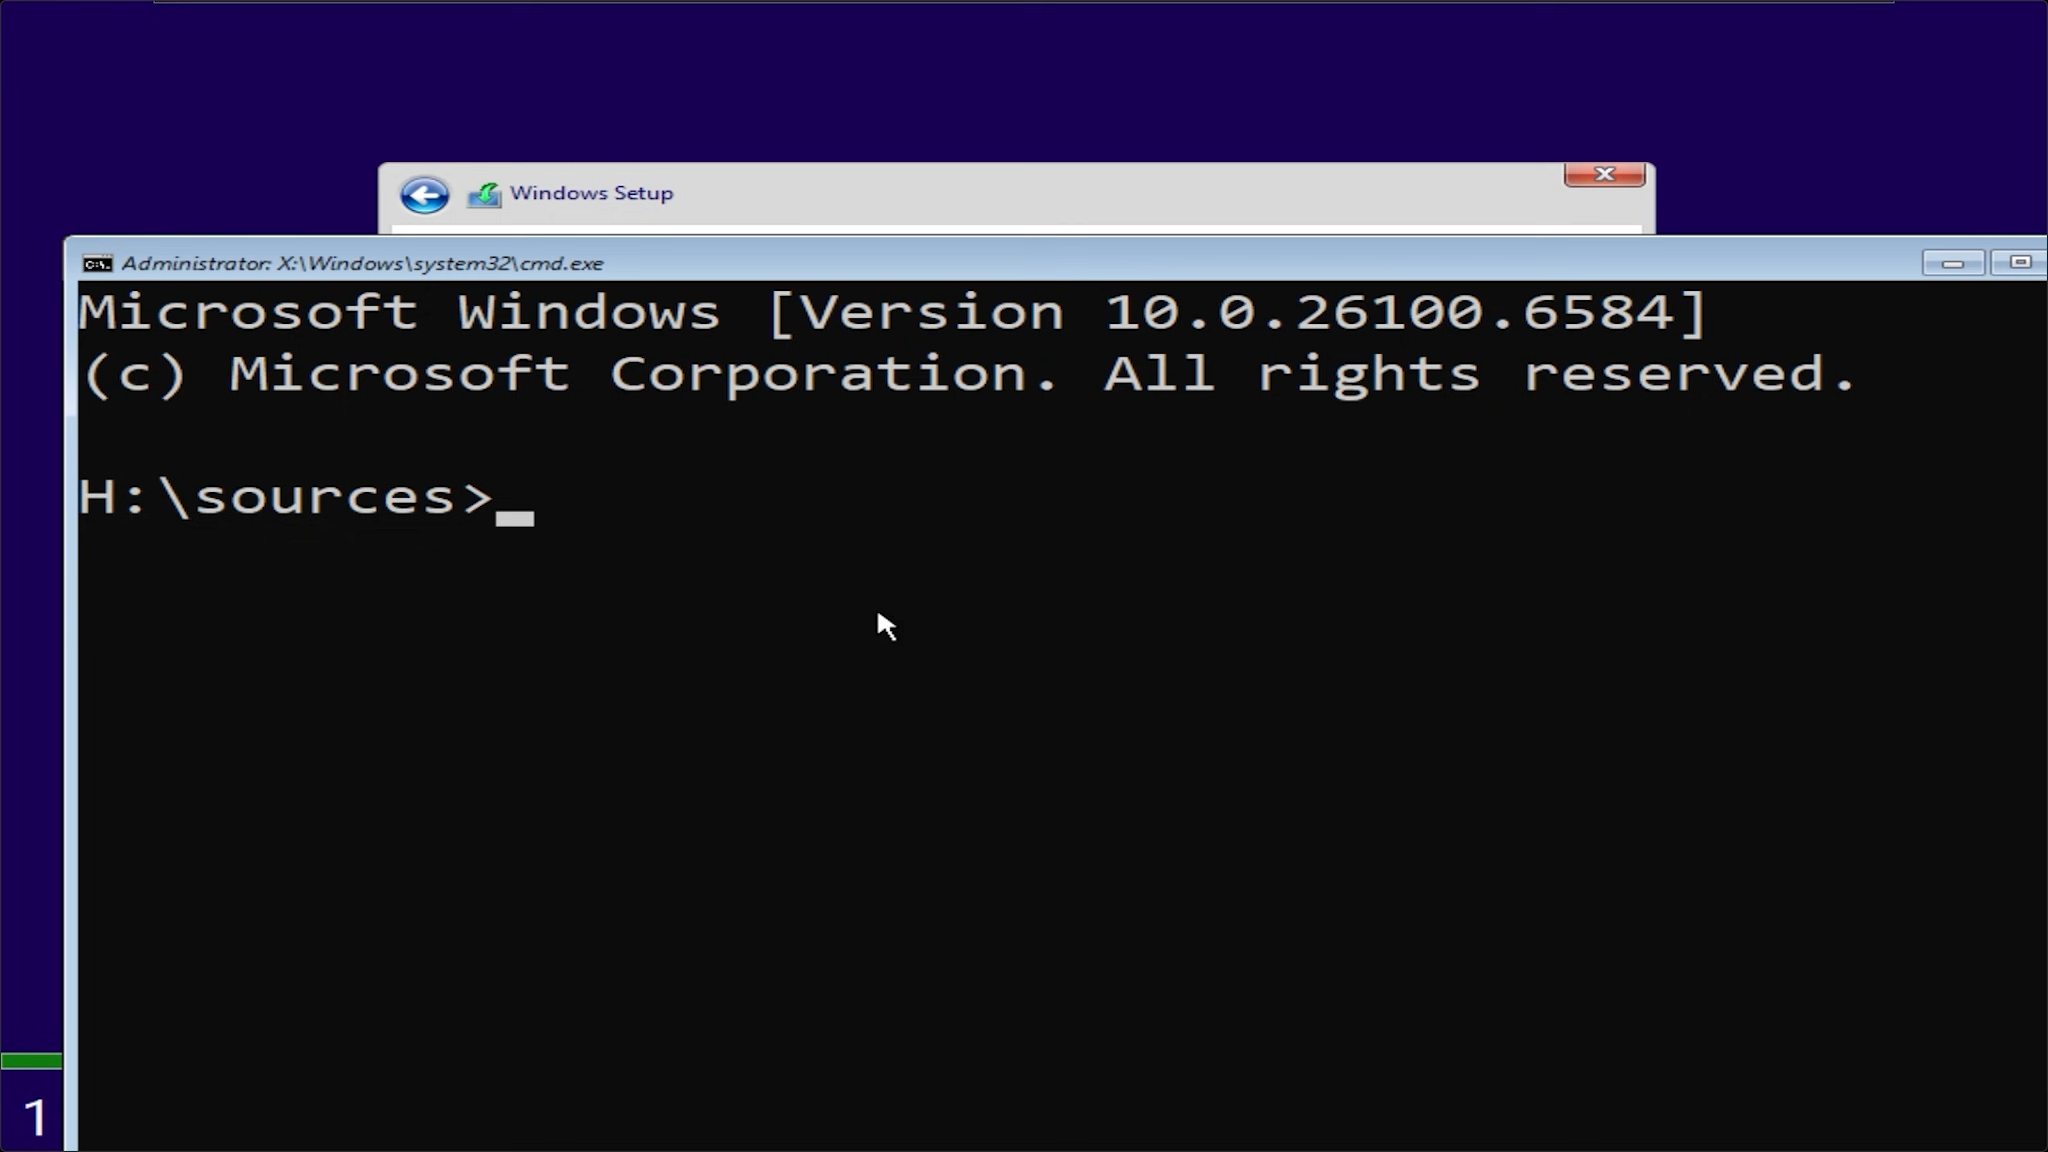 Windows Setup
Administrator: X:\Windows\system32\cmd.exe
Microsoft Windows [Version 10.0.26100.6584]
(c) Microsoft Corporation. All rights reserved.
H:\sources>
1